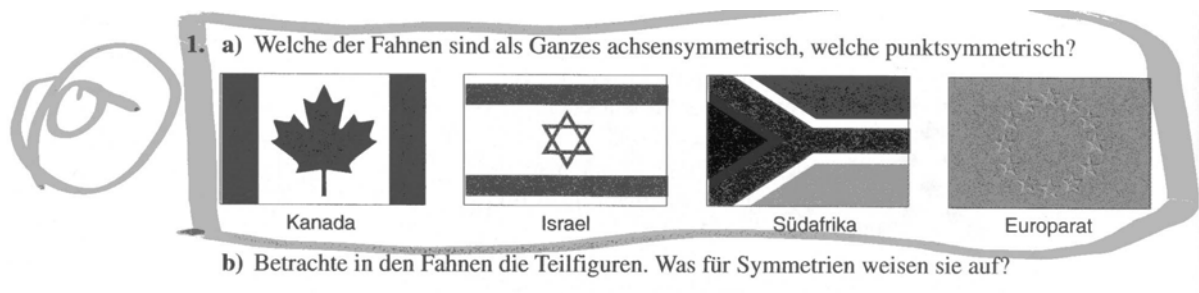 1. a) Welche der Fahnen sind als Ganzes achsensymmetrisch, welche punktsymmetrisch?
Kanada Israel Südafrika Europarat
b) Betrachte in den Fahnen die Teilfiguren. Was für Symmetrien weisen sie auf?